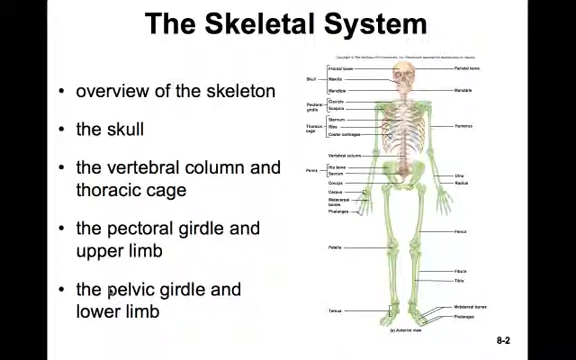 The Skeletal System
• overview of the skeleton
• the skull
• the vertebral column and
thoracic cage
• the pectoral girdle and
upper limb
• the pelvic girdle and
lower limb
Frontal bone
Parietal bone
Skull
Maxilla
Mandible
Mandible
Pectoral
girdle
Clavicle
Scapula
Thoracic
cage
Sternum
Ribs
Costal cartilages
Humerus
Vertebral column
Pelvis
Hip bone
Sacrum
Coccyx
Ulna
Radius
Carpus
Metacarpal
bones
Phalanges
Femur
Patella
Fibula
Tibia
Tarsus
Metatarsal bones
Phalanges
(a) Anterior view
8-2